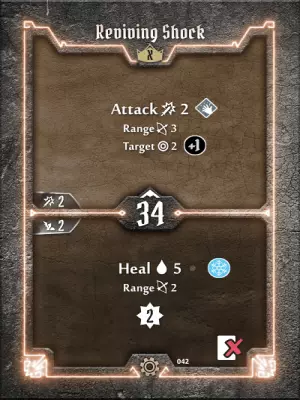 Reviving Shock
X
Attack 2
Range 3
Target 2 +1
2
34
2
Heal 5
Range 2
2
042